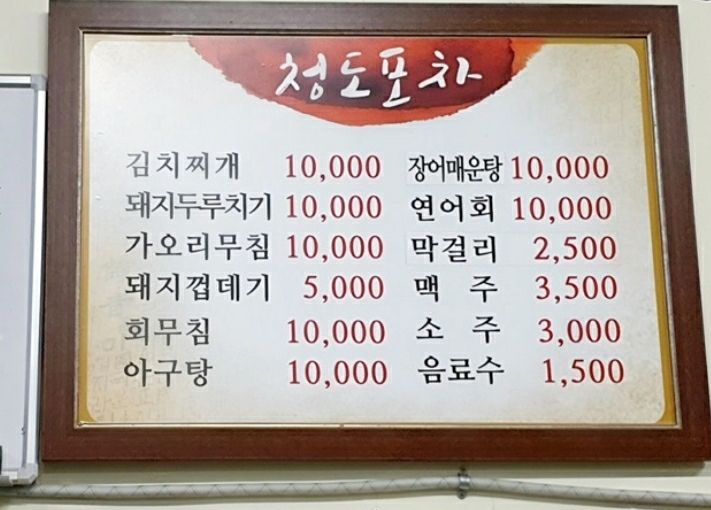 청도포차
김치찌개 10,000
돼지두루치기 10,000
가오리무침 10,000
돼지껍데기 5,000
회무침 10,000
아구탕 10,000
장어매운탕 10,000
연어회 10,000
막걸리 2,500
맥 주 3,500
소 주 3,000
음료수 1,500